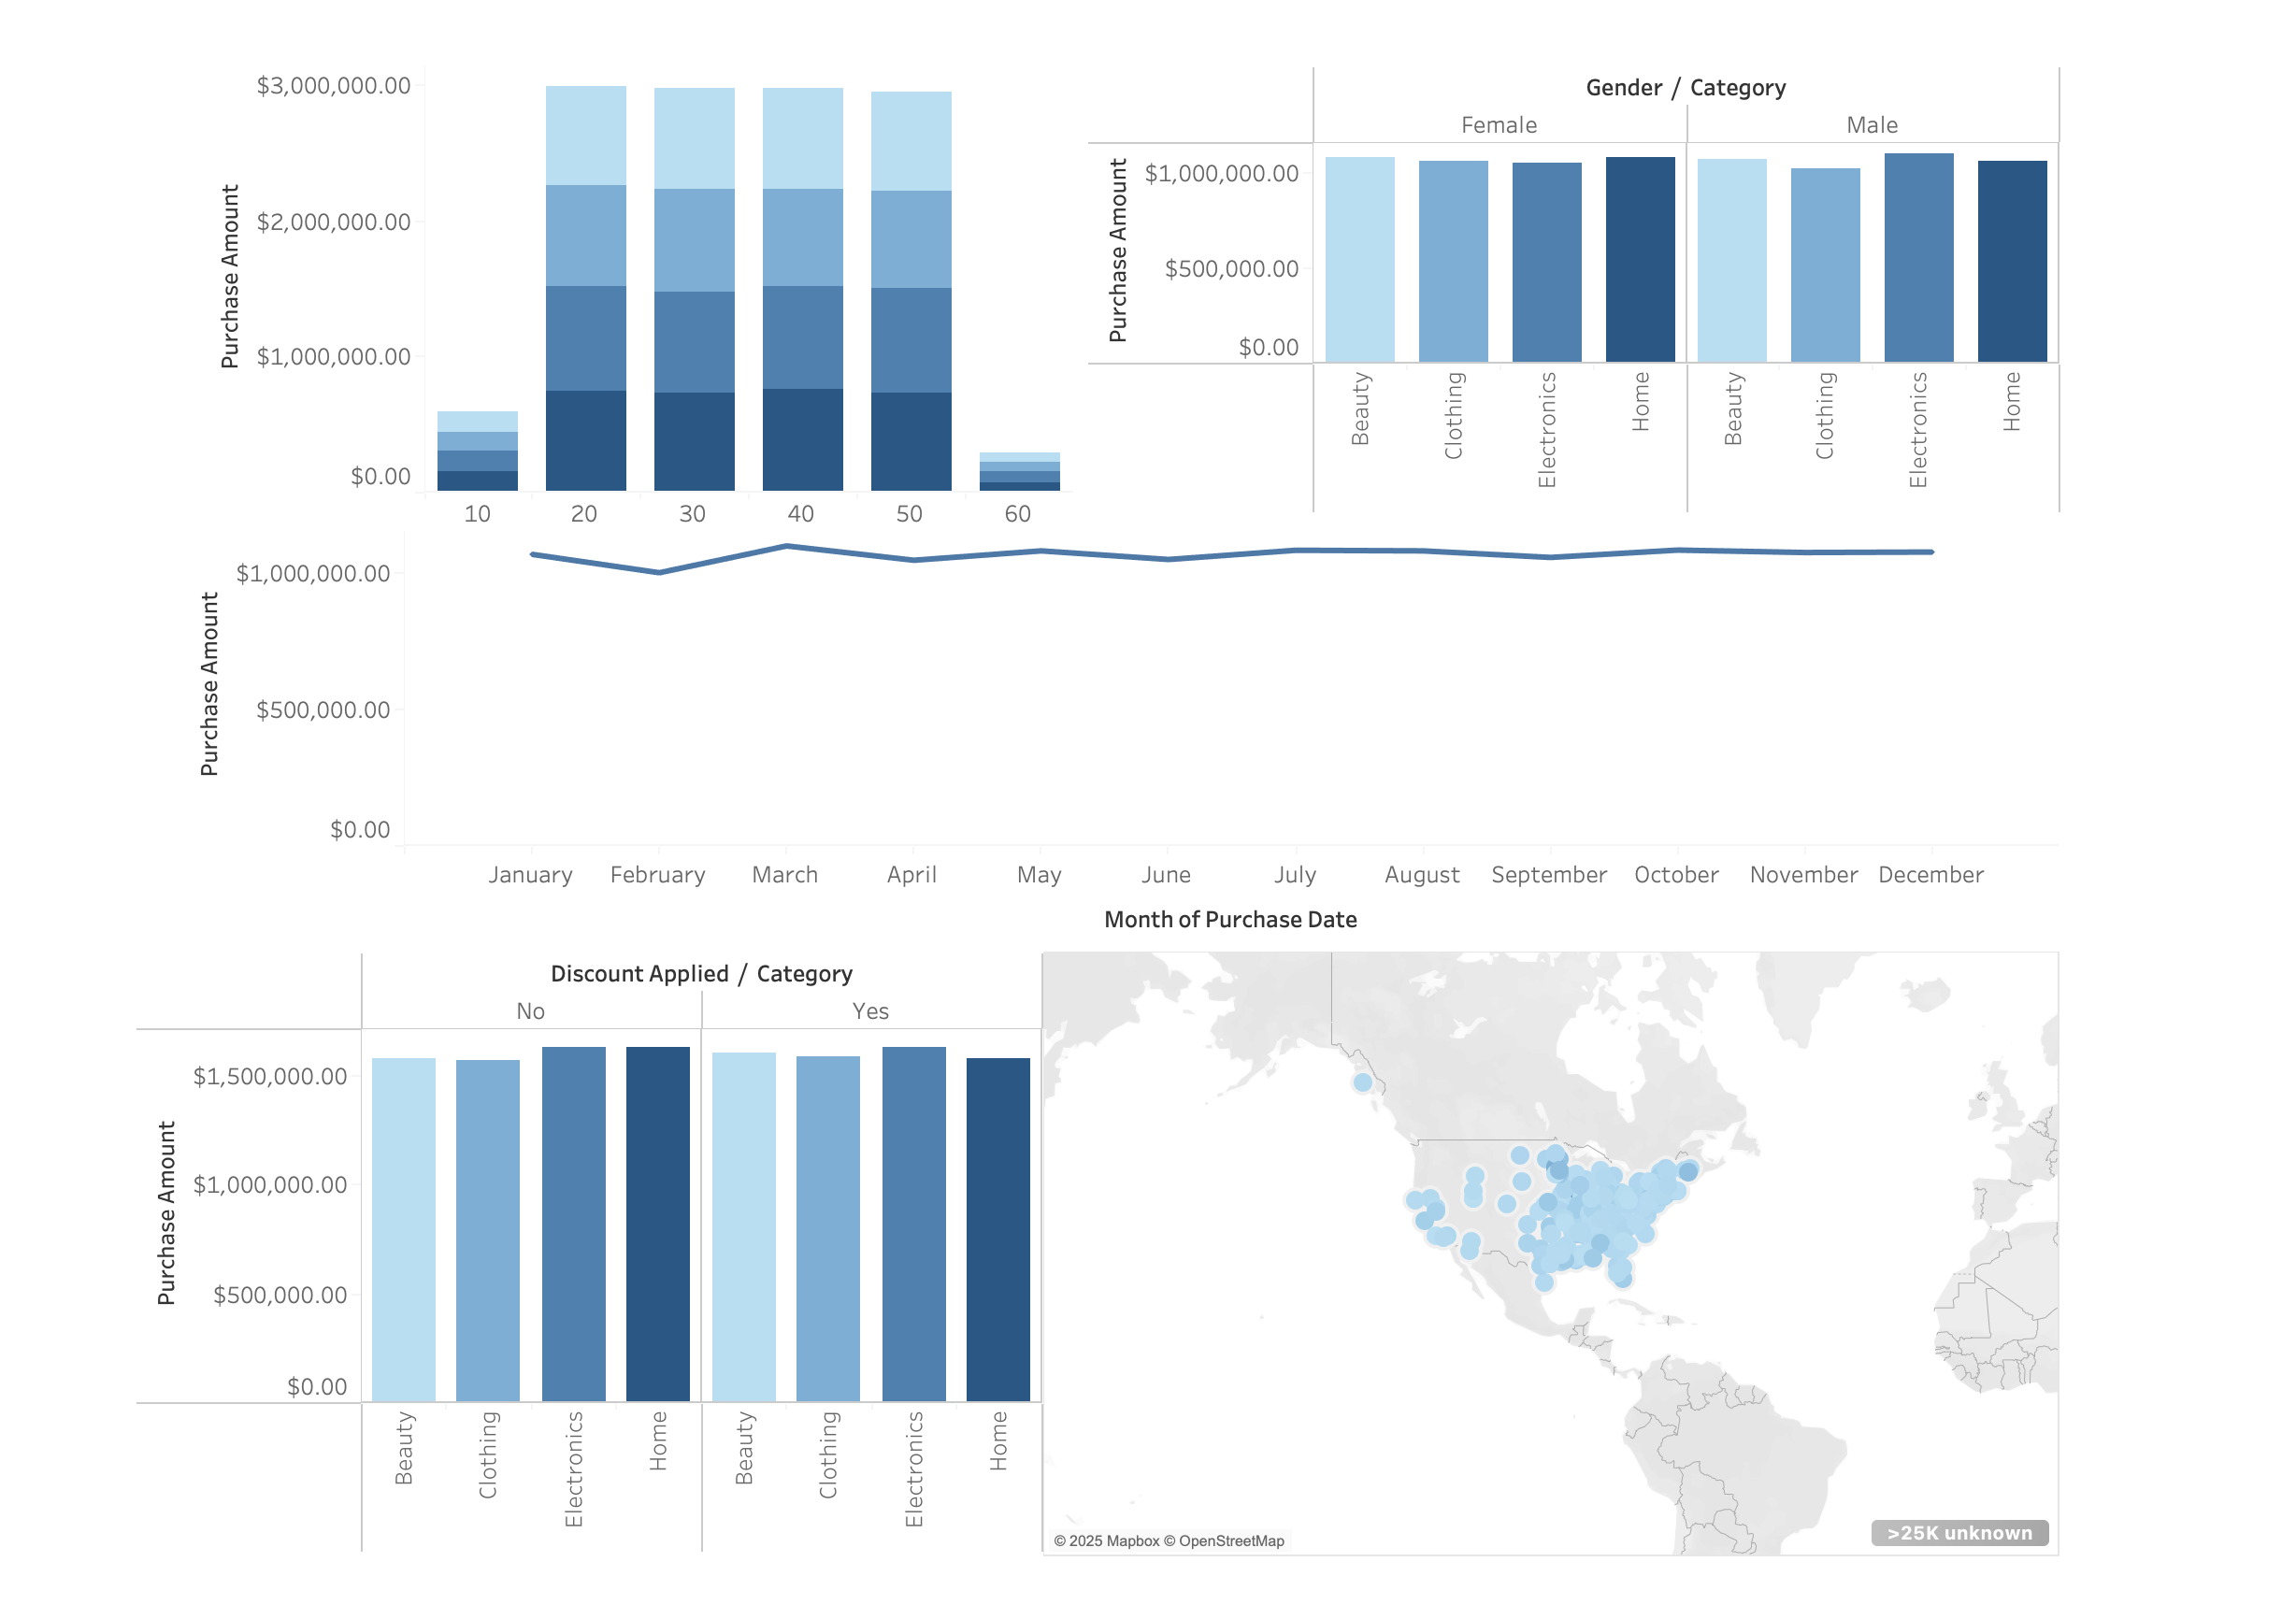 $3,000,000.00
$2,000,000.00
$1,000,000.00
$0.00
Purchase Amount
10 20 30 40 50 60
Gender / Category
Female Male
Purchase Amount
$1,000,000.00
$500,000.00
$0.00
Beauty
Clothing
Electronics
Home
Beauty
Clothing
Electronics
Home
Purchase Amount
$1,000,000.00
$500,000.00
$0.00
January February March April May June July August September October November December
Month of Purchase Date
Discount Applied / Category
No Yes
Purchase Amount
$1,500,000.00
$1,000,000.00
$500,000.00
$0.00
Beauty
Clothing
Electronics
Home
Beauty
Clothing
Electronics
Home
© 2025 Mapbox © OpenStreetMap
>25K unknown